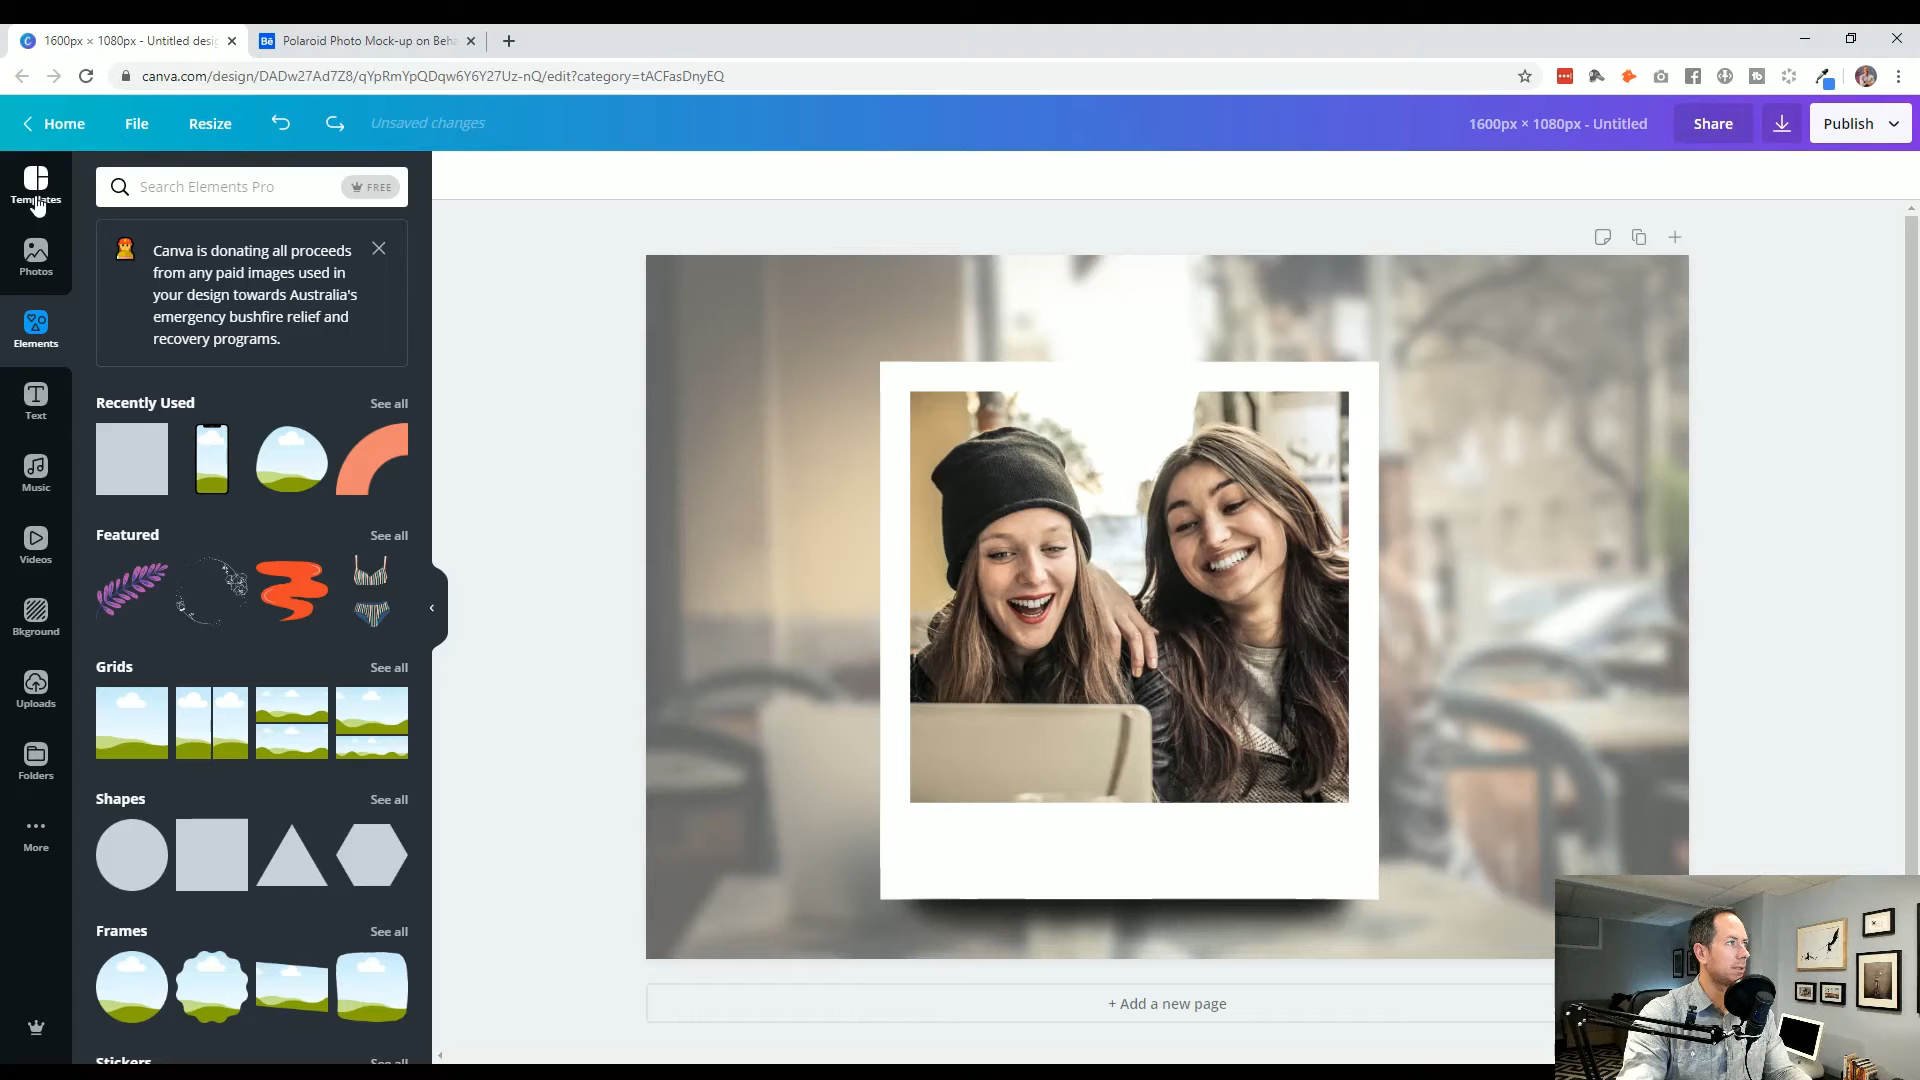 1600px × 1080px - Untitled desi
Bē Polaroid Photo Mock-up on Beha
canva.com/design/DADw27Ad7Z8/qYpRmYpQDqw6Y6Y27Uz-nQ/edit?category=tACFasDnyEQ
Home
File
Resize
Unsaved changes
1600px × 1080px - Untitled
Share
Publish
Templates
Photos
Elements
Text
Music
Videos
Bkground
Uploads
Folders
More
Search Elements Pro
FREE
Canva is donating all proceeds
from any paid images used in
your design towards Australia's
emergency bushfire relief and
recovery programs.
Recently Used
See all
Featured
See all
Grids
See all
Shapes
See all
Frames
See all
Stickers
See all
+ Add a new page